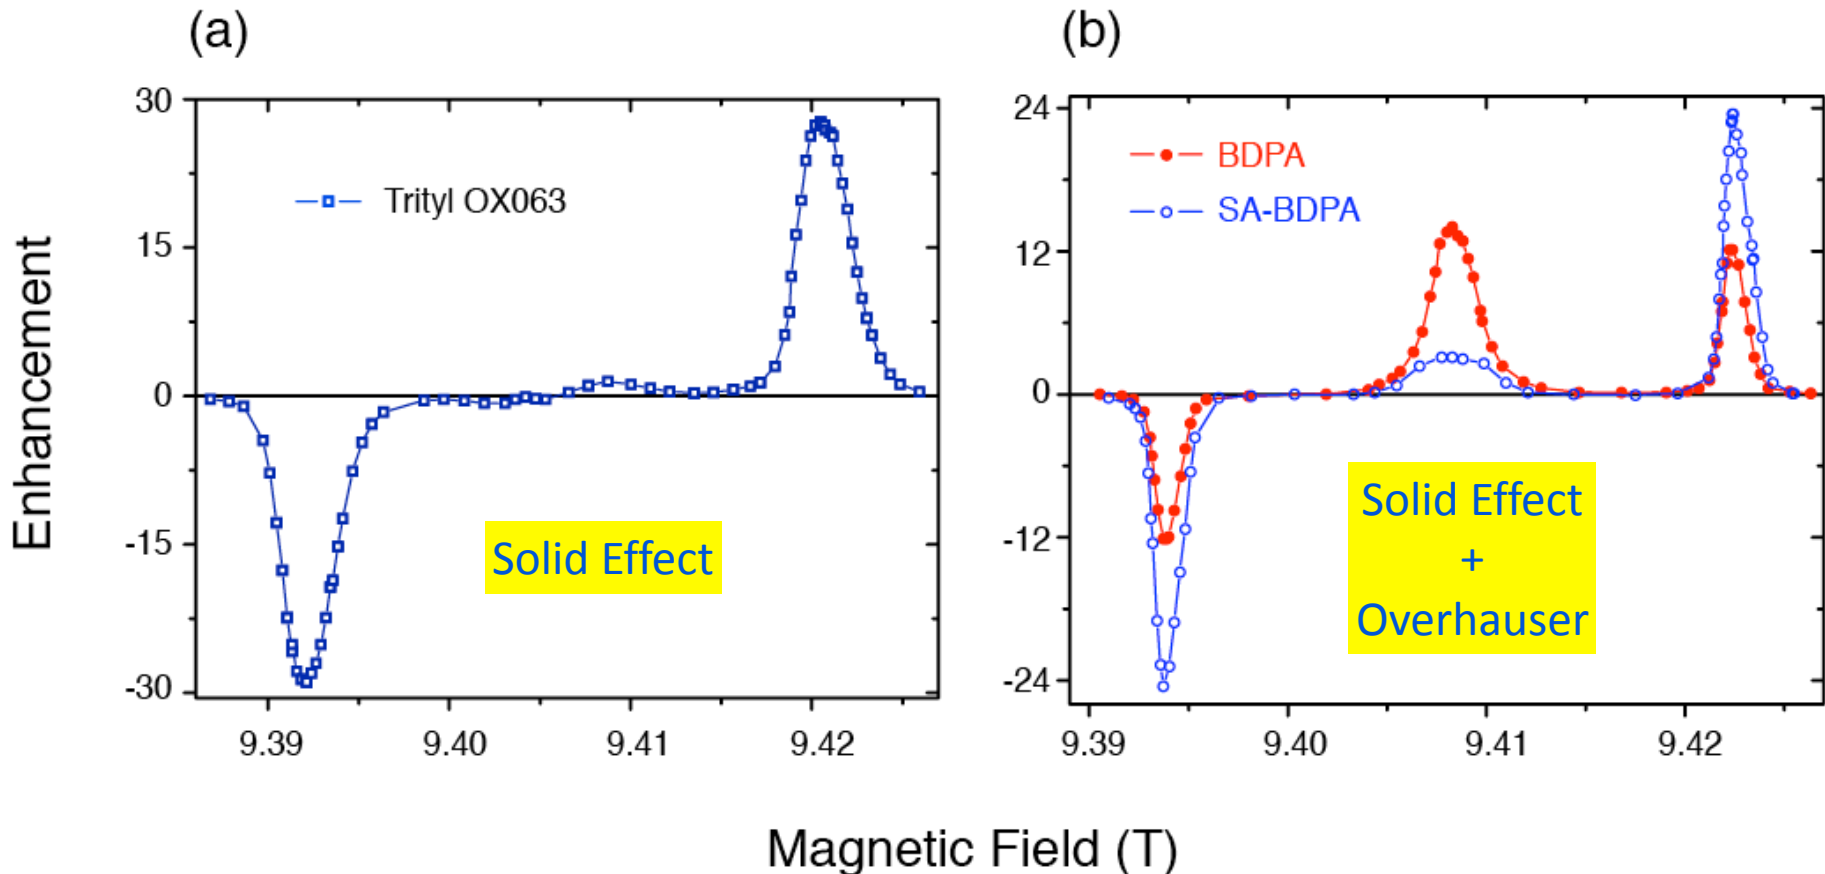 (a)
(b)
Enhancement
30
15
0
-15
-30
Trityl OX063
Solid Effect
9.39
9.40
9.41
9.42
24
12
0
-12
-24
BDPA
SA-BDPA
Solid Effect
+
Overhauser
9.39
9.40
9.41
9.42
Magnetic Field (T)